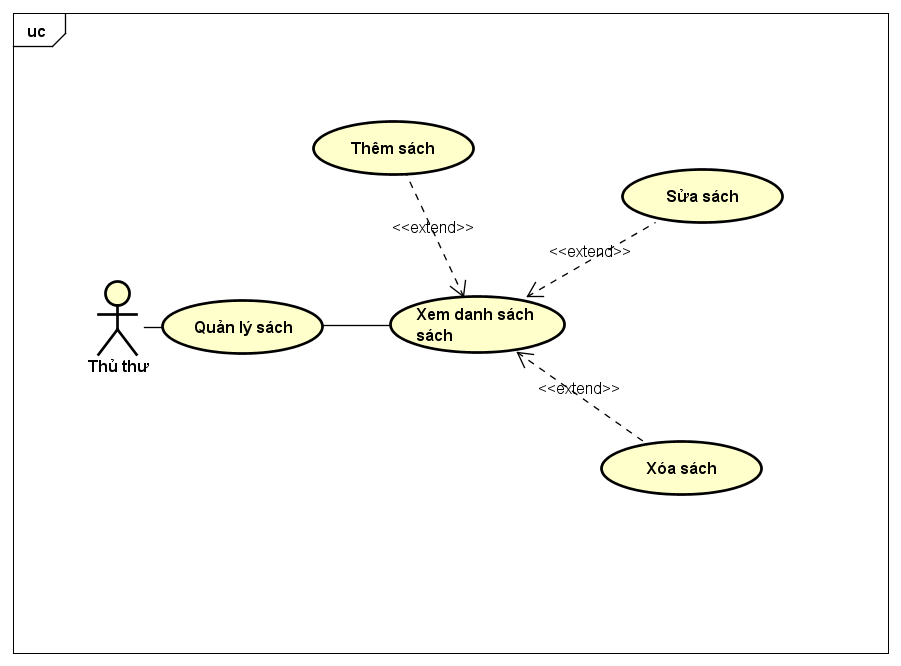 uc
Thêm sách
Sửa sách
<<extend>>
<<extend>>
Xem danh sách
sách
Quản lý sách
Thủ thư
<<extend>>
Xóa sách